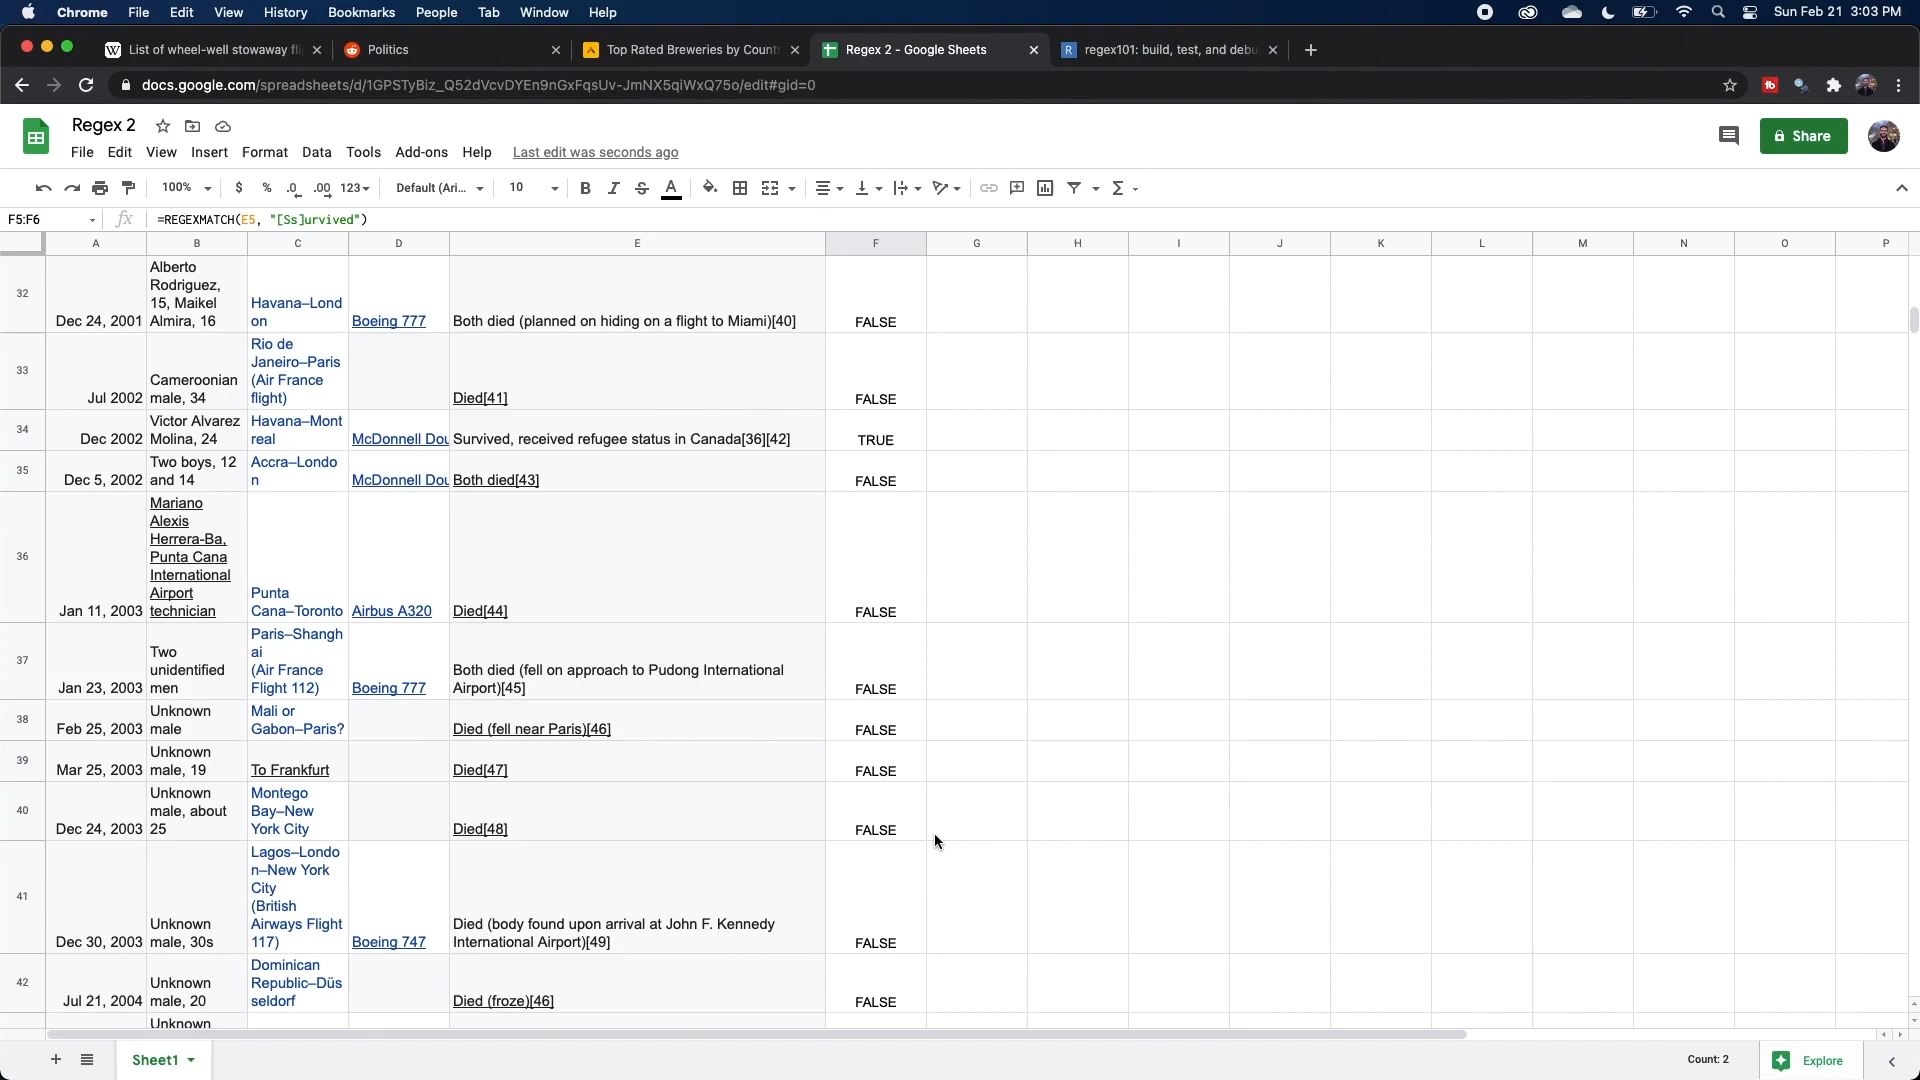 Chrome File Edit View History Bookmarks People Tab Window Help Sun Feb 21 3:03 PM
List of wheel-well stowaway fli Politics Top Rated Breweries by Count Regex 2 - Google Sheets regex101: build, test, and debu
docs.google.com/spreadsheets/d/1GPSTyBiz_Q52dVcvDYEn9nGxFqsUv-JmNX5qiWxQ75o/edit#gid=0
Regex 2
Share
File Edit View Insert Format Data Tools Add-ons Help Last edit was seconds ago
100% $ % .0 .00 123 Default (Ari... 10 B I S A
F5:F6 fx =REGEXMATCH(E5, "[Ss]urvived")
A B C D E F G H I J K L M N O P
32
Dec 24, 2001
Alberto
Rodriguez,
15, Maikel
Almira, 16
Havana–Lond
on
Boeing 777
Both died (planned on hiding on a flight to Miami)[40]
FALSE
33
Jul 2002
Cameroonian
male, 34
Rio de
Janeiro–Paris
(Air France
flight)
Died[41]
FALSE
34
Dec 2002
Victor Alvarez
Molina, 24
Havana–Mont
real
McDonnell Dou
Survived, received refugee status in Canada[36][42]
TRUE
35
Dec 5, 2002
Two boys, 12
and 14
Accra–Londo
n
McDonnell Dou
Both died[43]
FALSE
36
Jan 11, 2003
Mariano
Alexis
Herrera-Ba,
Punta Cana
International
Airport
technician
Punta
Cana–Toronto
Airbus A320
Died[44]
FALSE
37
Jan 23, 2003
Two
unidentified
men
Paris–Shangh
ai
(Air France
Flight 112)
Boeing 777
Both died (fell on approach to Pudong International
Airport)[45]
FALSE
38
Feb 25, 2003
Unknown
male
Mali or
Gabon–Paris?
Died (fell near Paris)[46]
FALSE
39
Mar 25, 2003
Unknown
male, 19
To Frankfurt
Died[47]
FALSE
40
Dec 24, 2003
Unknown
male, about
25
Montego
Bay–New
York City
Died[48]
FALSE
41
Dec 30, 2003
Unknown
male, 30s
Lagos–Londo
n–New York
City
(British
Airways Flight
117)
Boeing 747
Died (body found upon arrival at John F. Kennedy
International Airport)[49]
FALSE
42
Jul 21, 2004
Unknown
male, 20
Dominican
Republic–Düs
seldorf
Died (froze)[46]
FALSE
Unknown
Sheet1 Count: 2 Explore